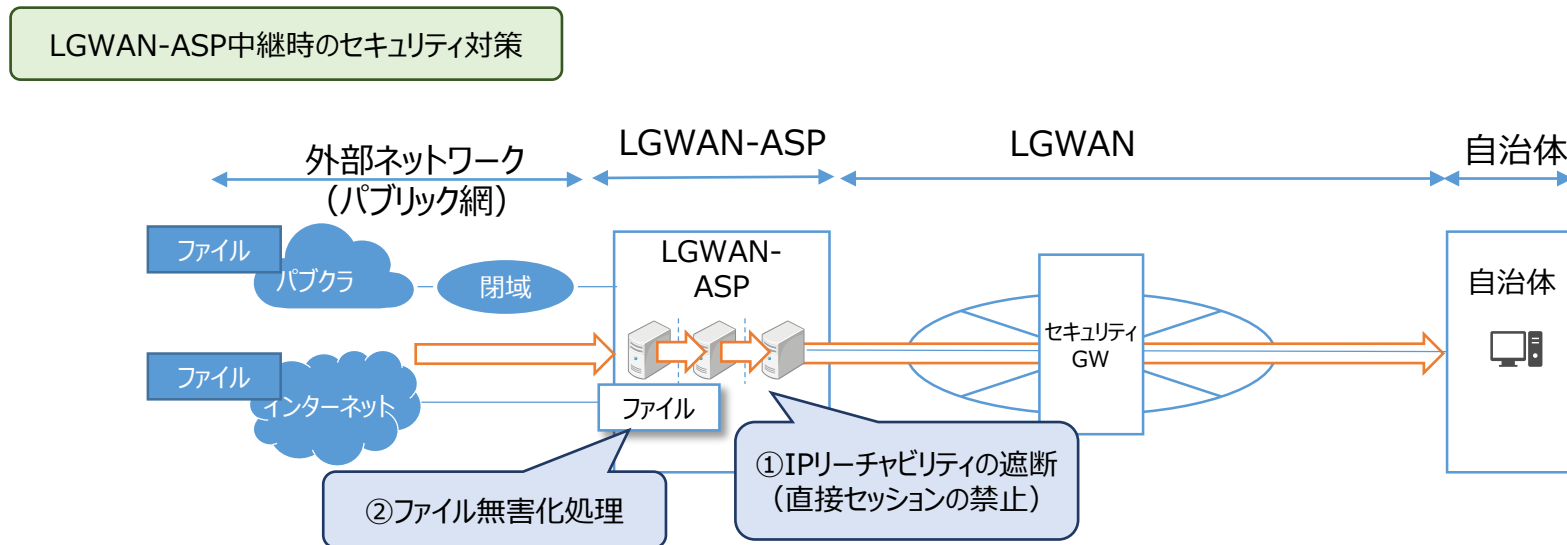 LGWAN-ASP中継時のセキュリティ対策
外部ネットワーク
（パブリック網）
LGWAN-ASP
LGWAN
自治体
ファイル
パブクラ
閉域
LGWAN-
ASP
セキュリティ
GW
自治体
ファイル
インターネット
ファイル
①IPリーチャビリティの遮断
（直接セッションの禁止）
②ファイル無害化処理